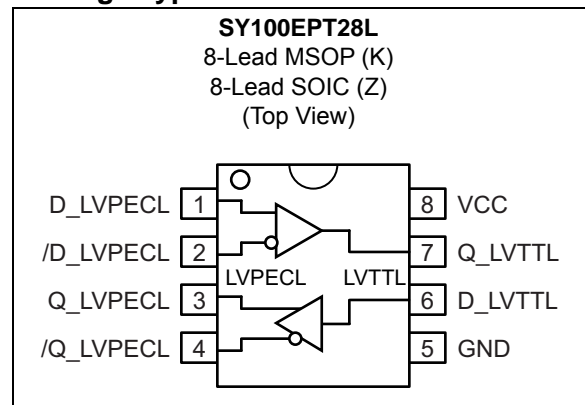 SY100EPT28L
8-Lead MSOP (K)
8-Lead SOIC (Z)
(Top View)
D_LVPECL 1 8 VCC
/D_LVPECL 2 7 Q_LVTTL
LVPECL LVTTL
Q_LVPECL 3 6 D_LVTTL
/Q_LVPECL 4 5 GND